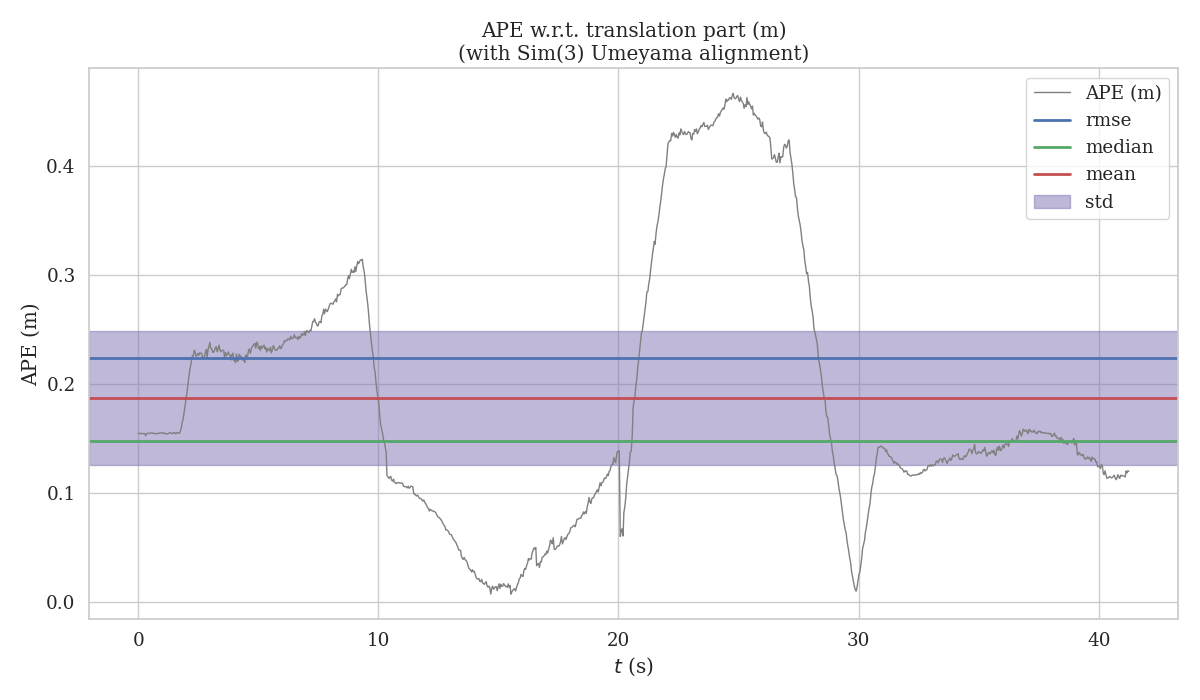 APE w.r.t. translation part (m)
(with Sim(3) Umeyama alignment)
APE (m)
rmse
median
mean
std
APE (m)
0.4
0.3
0.2
0.1
0.0
0
10
20
30
40
t (s)